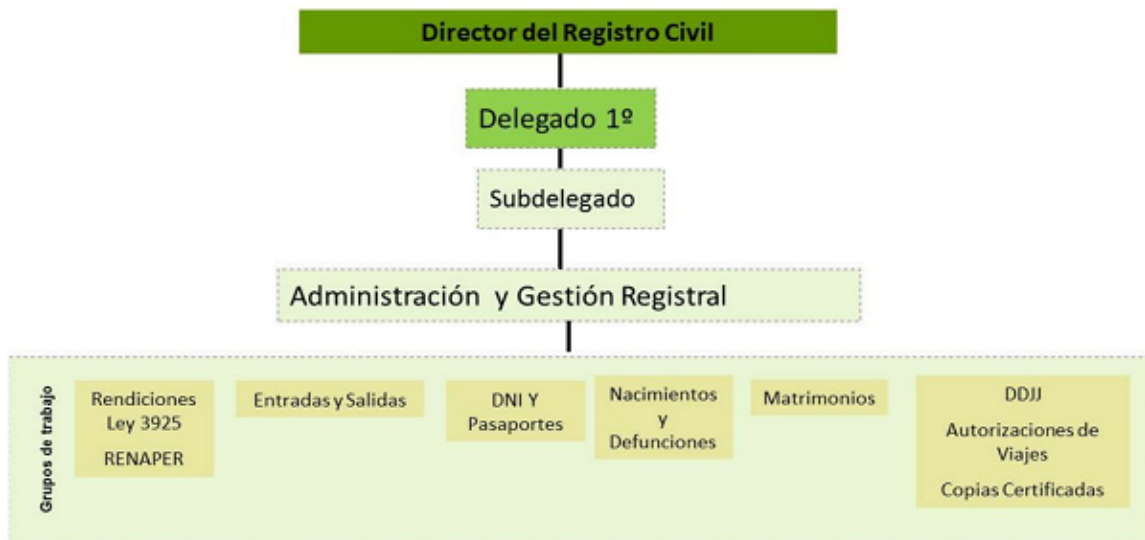 Director del Registro Civil
Delegado 1º
Subdelegado
Administración y Gestión Registral
Grupos de trabajo
Rendiciones
Ley 3925
RENAPER
Entradas y Salidas
DNI Y
Pasaportes
Nacimientos
y
Defunciones
Matrimonios
DDJJ
Autorizaciones de
Viajes
Copias Certificadas